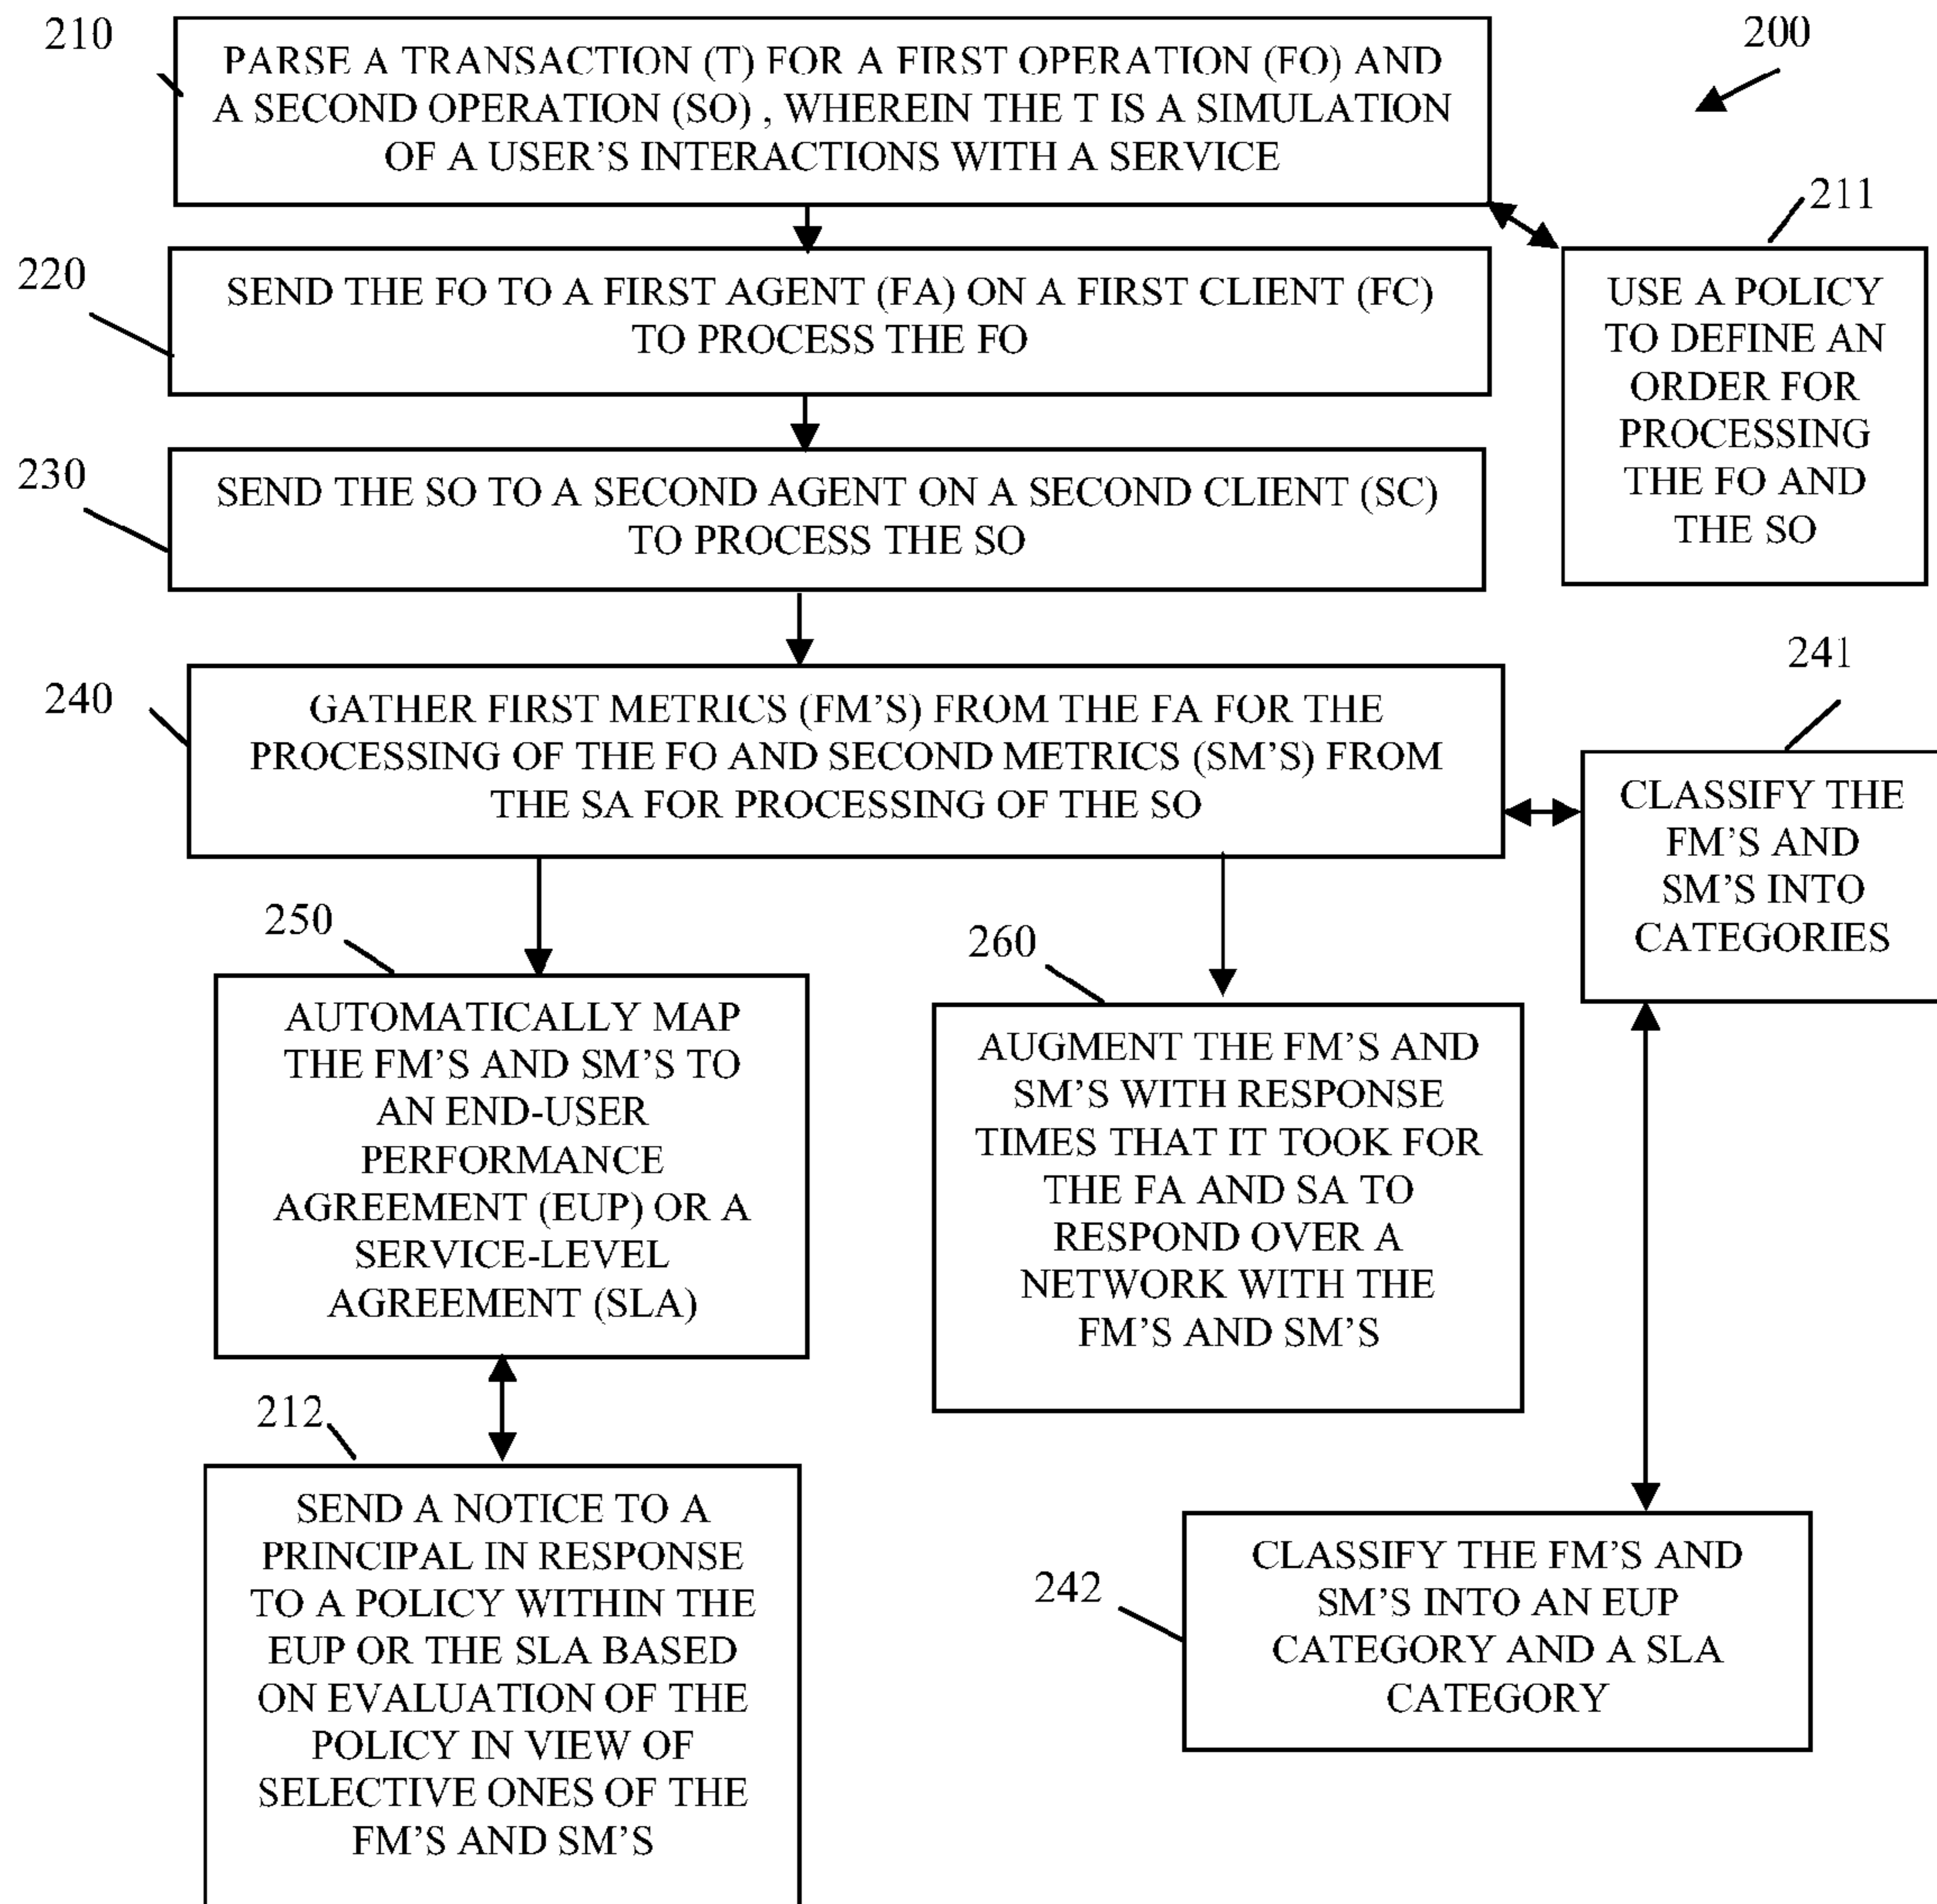 210
PARSE A TRANSACTION (T) FOR A FIRST OPERATION (FO) AND
A SECOND OPERATION (SO) , WHEREIN THE T IS A SIMULATION
OF A USER'S INTERACTIONS WITH A SERVICE
200
211
USE A POLICY
TO DEFINE AN
ORDER FOR
PROCESSING
THE FO AND
THE SO
220
SEND THE FO TO A FIRST AGENT (FA) ON A FIRST CLIENT (FC)
TO PROCESS THE FO
230
SEND THE SO TO A SECOND AGENT ON A SECOND CLIENT (SC)
TO PROCESS THE SO
240
GATHER FIRST METRICS (FM'S) FROM THE FA FOR THE
PROCESSING OF THE FO AND SECOND METRICS (SM'S) FROM
THE SA FOR PROCESSING OF THE SO
241
CLASSIFY THE
FM'S AND
SM'S INTO
CATEGORIES
250
AUTOMATICALLY MAP
THE FM'S AND SM'S TO
AN END-USER
PERFORMANCE
AGREEMENT (EUP) OR A
SERVICE-LEVEL
AGREEMENT (SLA)
260
AUGMENT THE FM'S AND
SM'S WITH RESPONSE
TIMES THAT IT TOOK FOR
THE FA AND SA TO
RESPOND OVER A
NETWORK WITH THE
FM'S AND SM'S
212
SEND A NOTICE TO A
PRINCIPAL IN RESPONSE
TO A POLICY WITHIN THE
EUP OR THE SLA BASED
ON EVALUATION OF THE
POLICY IN VIEW OF
SELECTIVE ONES OF THE
FM'S AND SM'S
242
CLASSIFY THE FM'S AND
SM'S INTO AN EUP
CATEGORY AND A SLA
CATEGORY